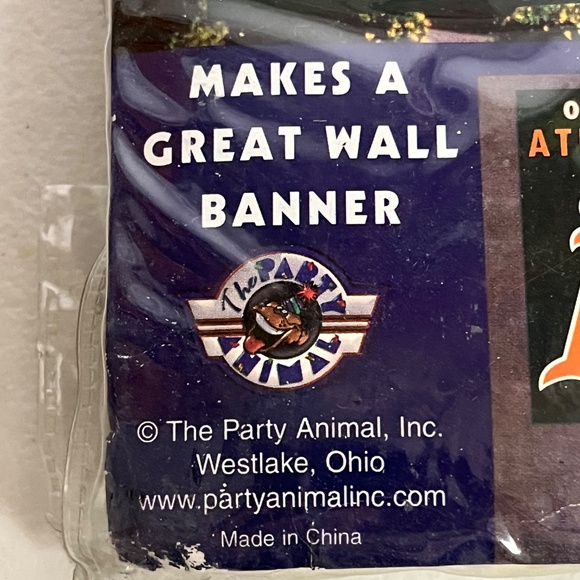 MAKES A
GREAT WALL
BANNER
The PARTY
ANIMAL
© The Party Animal, Inc.
Westlake, Ohio
www.partyanimalinc.com
Made in China
O
AT